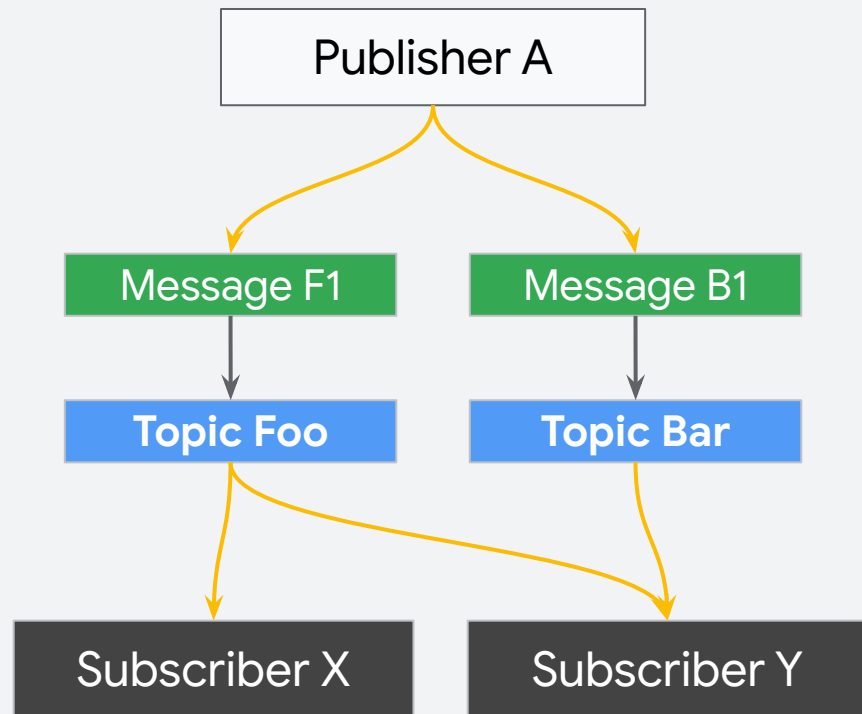 Publisher A
Message F1
Message B1
Topic Foo
Topic Bar
Subscriber X
Subscriber Y